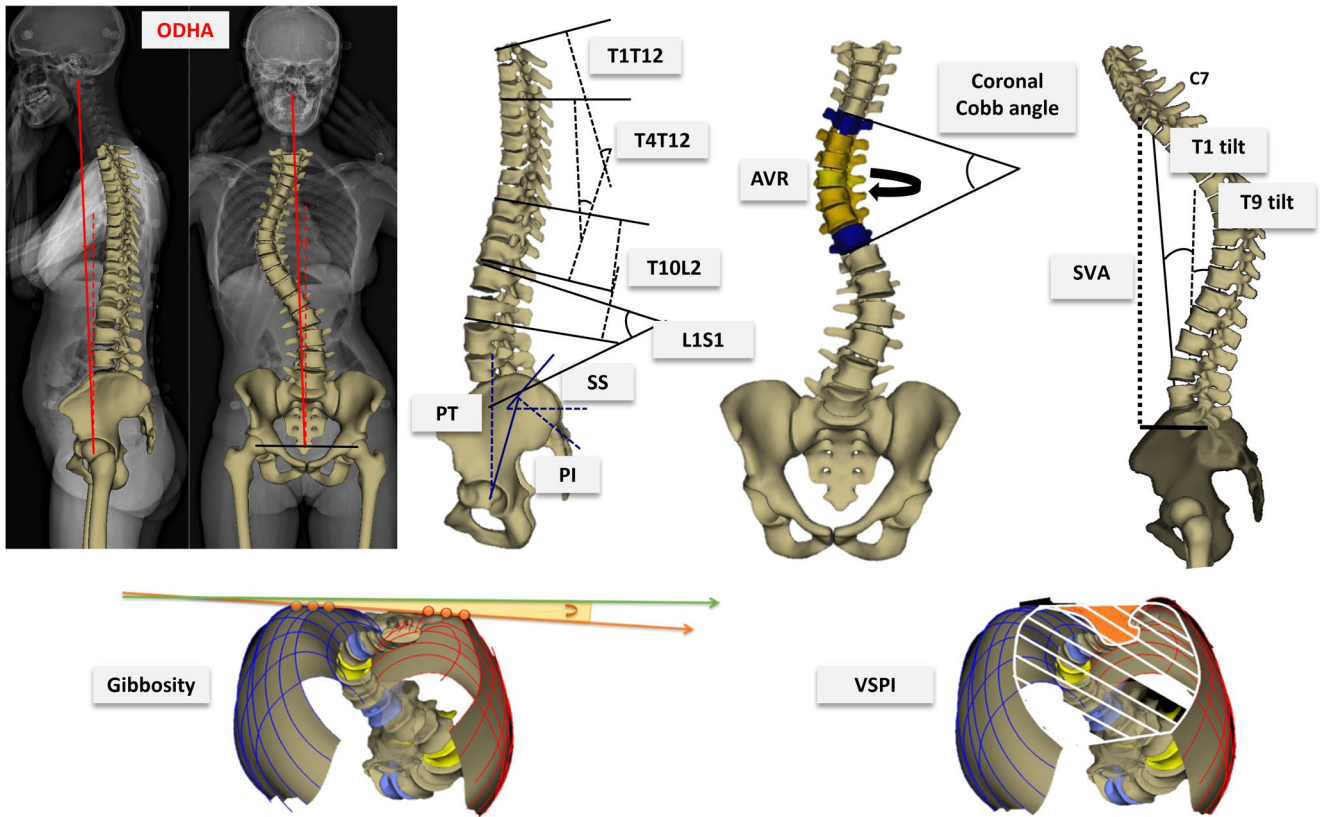 ODHA
T1T12
T4T12
T10L2
L1S1
SS
PT
PI
Coronal
Cobb angle
AVR
C7
T1 tilt
T9 tilt
SVA
Gibbosity
VSPI